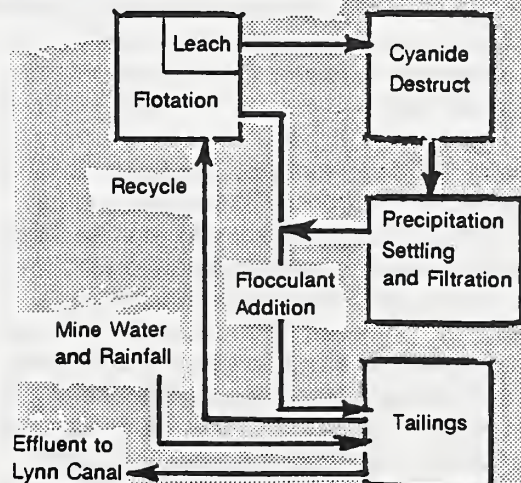 Leach
Flotation
Cyanide
Destruct
Recycle
Precipitation
Settling
and Filtration
Flocculant
Addition
Mine Water
and Rainfall
Tailings
Effluent to
Lynn Canal